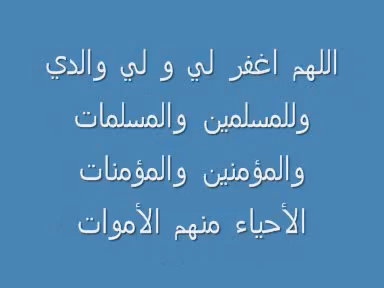 اللهم اغفر لي و لي والدي
وللمسلمين والمسلمات
والمؤمنين والمؤمنات
الأحياء منهم الأموات